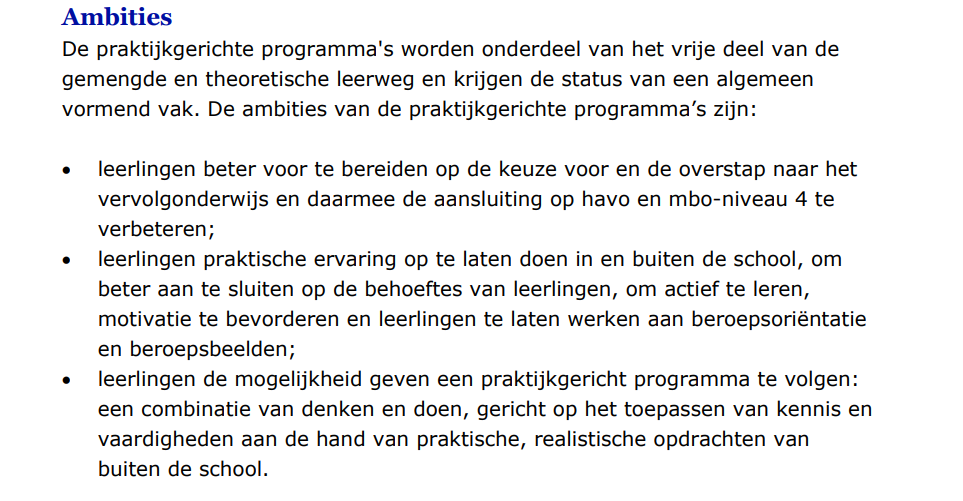 Ambities
De praktijkgerichte programma's worden onderdeel van het vrije deel van de
gemengde en theoretische leerweg en krijgen de status van een algemeen
vormend vak. De ambities van de praktijkgerichte programma’s zijn:
• leerlingen beter voor te bereiden op de keuze voor en de overstap naar het
vervolgonderwijs en daarmee de aansluiting op havo en mbo-niveau 4 te
verbeteren;
• leerlingen praktische ervaring op te laten doen in en buiten de school, om
beter aan te sluiten op de behoeftes van leerlingen, om actief te leren,
motivatie te bevorderen en leerlingen te laten werken aan beroepsoriëntatie
en beroepsbeelden;
• leerlingen de mogelijkheid geven een praktijkgericht programma te volgen:
een combinatie van denken en doen, gericht op het toepassen van kennis en
vaardigheden aan de hand van praktische, realistische opdrachten van
buiten de school.